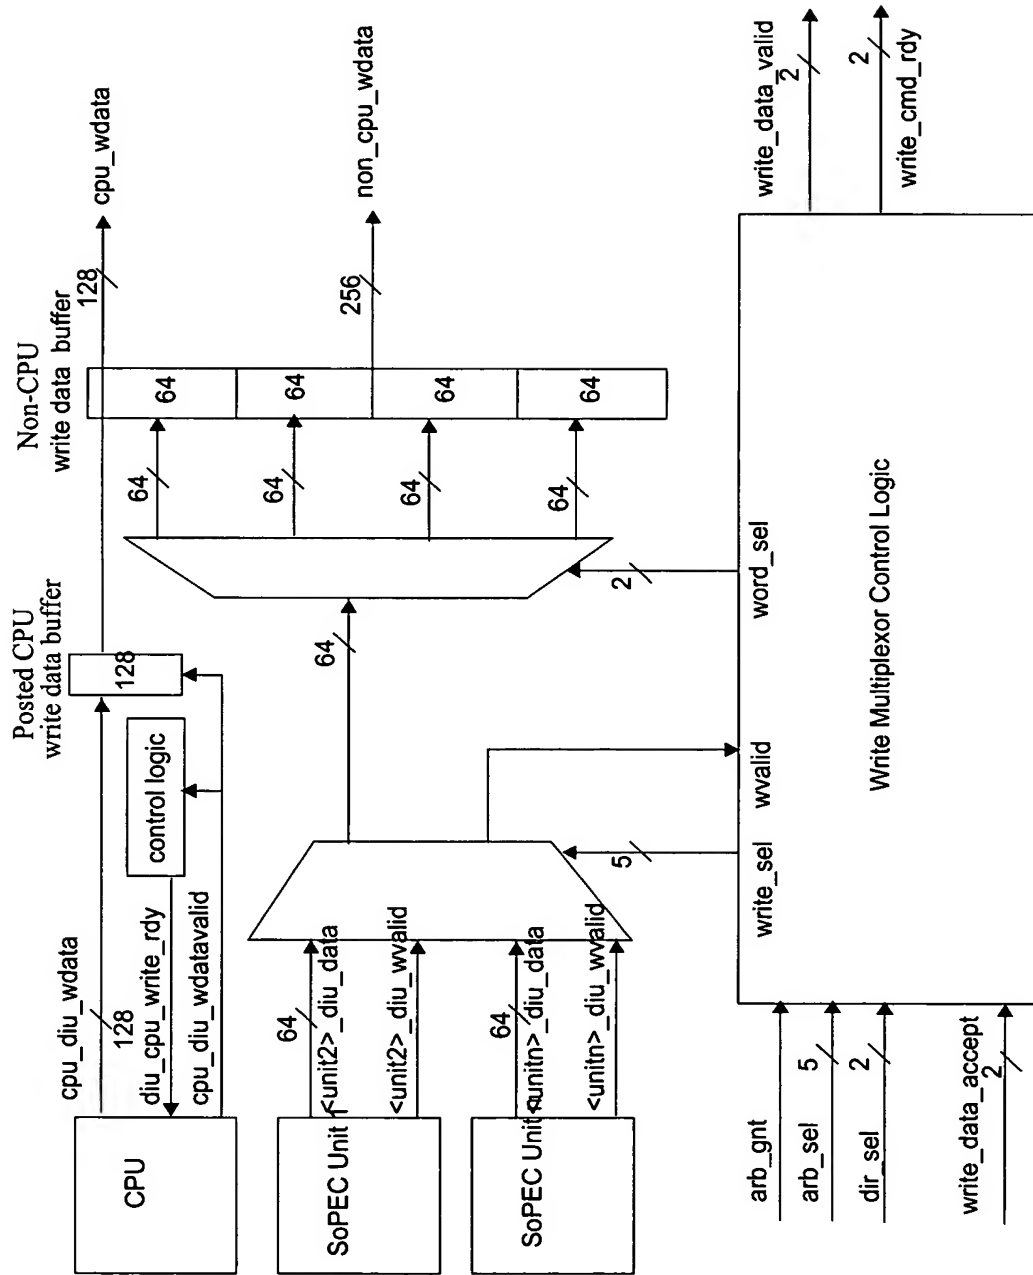 CPU
cpu_diu_wdata
128
diu_cpu_write_rdy
cpu_diu_wdatavalid
control logic
Posted CPU
write data buffer
128
Non-CPU
write data buffer
128
cpu_wdata
SoPEC Unit 1
64
<unit2>_diu_data
<unit2>_diu_wvalid
SoPEC Unit
64
<unitn>_diu_data
<unitn>_diu_wvalid
64
64
64
64
64
64
64
64
64
256
non_cpu_wdata
5
2
write_sel
wvalid
word_sel
Write Multiplexor Control Logic
arb_gnt
arb_sel
5
dir_sel
2
write_data_accept
2
write_data_valid
2
2
write_cmd_rdy